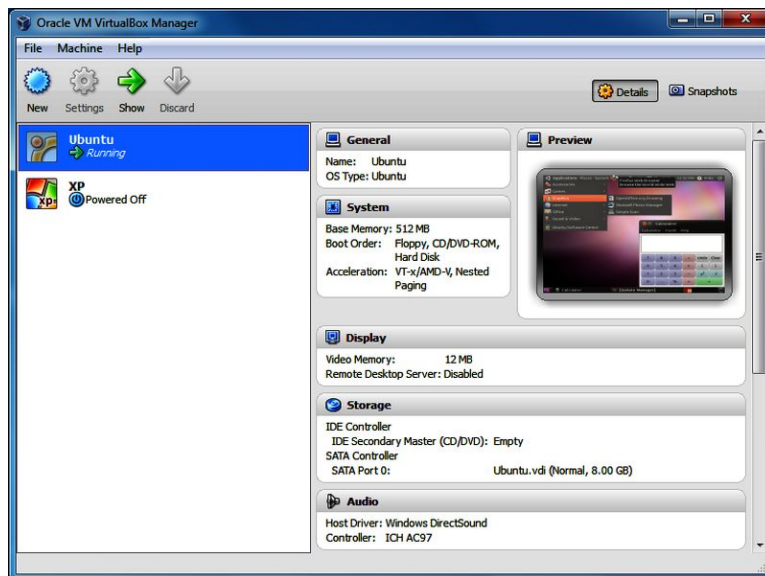 Oracle VM VirtualBox Manager
File Machine Help
New Settings Show Discard
Details Snapshots
Ubuntu
Running
XP
XP
Powered Off
General
Name: Ubuntu
OS Type: Ubuntu
System
Base Memory: 512 MB
Boot Order: Floppy, CD/DVD-ROM,
Hard Disk
Acceleration: VT-x/AMD-V, Nested
Paging
Preview
Display
Video Memory: 12 MB
Remote Desktop Server: Disabled
Storage
IDE Controller
IDE Secondary Master (CD/DVD): Empty
SATA Controller
SATA Port 0: Ubuntu.vdi (Normal, 8.00 GB)
Audio
Host Driver: Windows DirectSound
Controller: ICH AC97